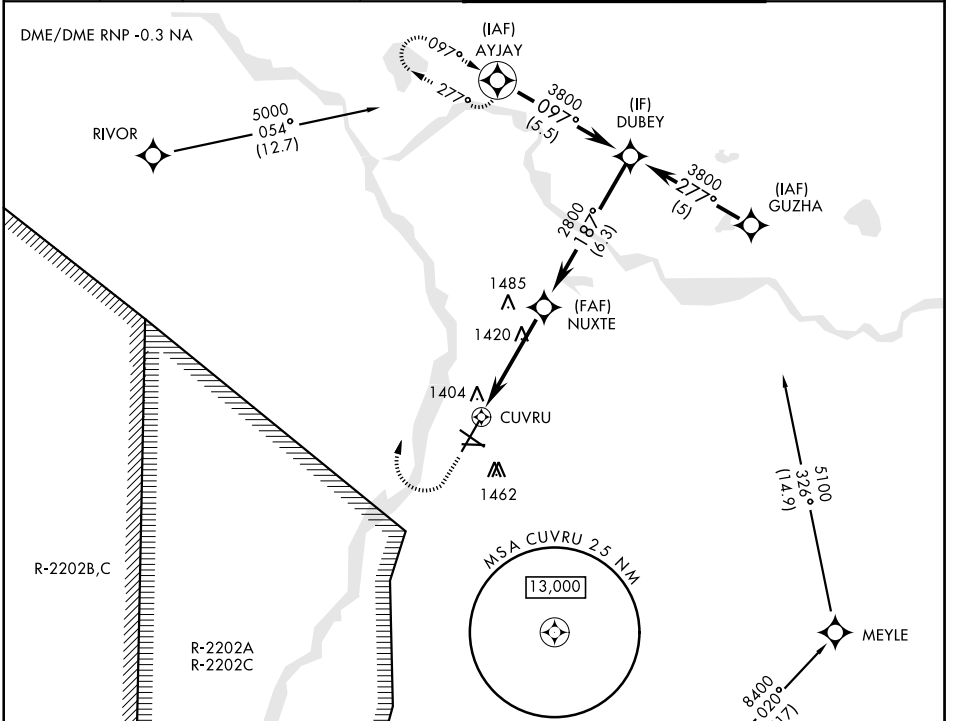 DME/DME RNP -0.3 NA
(IAF)
AYJAY
097°
277°
3800
097°
(5.5)
(IF)
DUBEY
5000
054°
(12.7)
RIVOR
3800
277°
(5)
(IAF)
GUZHA
2800
187°
(6.3)
1485
(FAF)
NUXTE
1420
1404
CUVRU
1462
5100
326°
(14.9)
MSA CUVRU 25 NM
13,000
R-2202B,C
R-2202A
R-2202C
MEYLE
8400
020°
17)